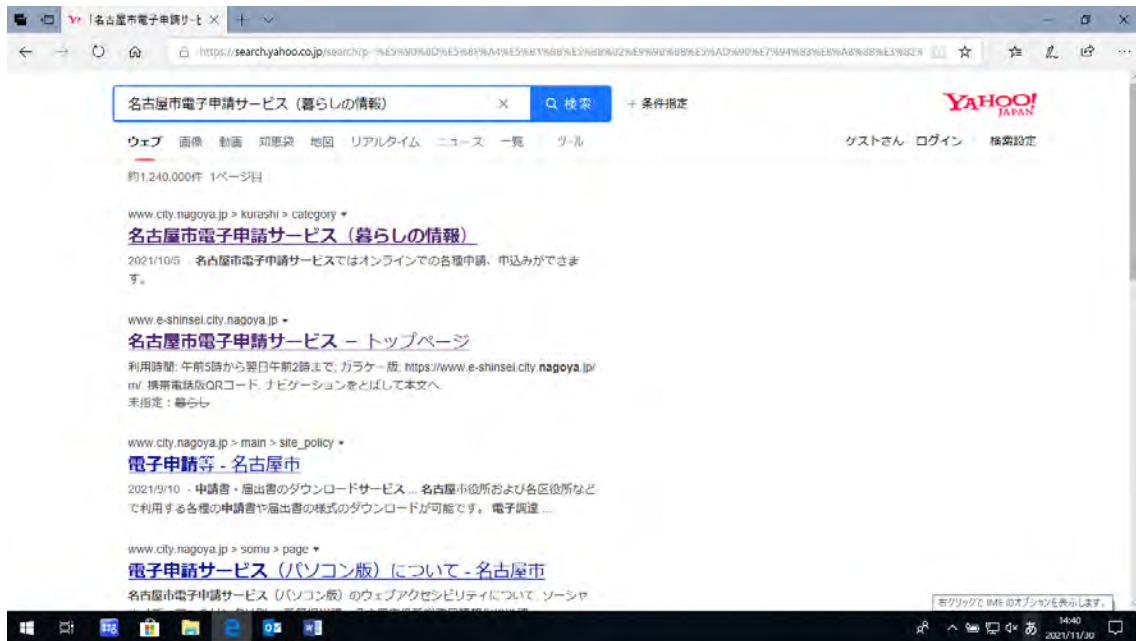 「名古屋市電子申請サービ
https://search.yahoo.co.jp/search?p=
名古屋市電子申請サービス（暮らしの情報）
検索
+ 条件指定
YAHOO!
JAPAN
ウェブ 画像 動画 知恵袋 地図 リアルタイム ニュース 一覧 ツール
ゲストさん ログイン 検索設定
約1,240,000件 1ページ目
www.city.nagoya.jp > kurashi > category
名古屋市電子申請サービス（暮らしの情報）
2021/10/5 - 名古屋市電子申請サービスではオンラインでの各種申請、申込みができま
す。
www.e-shinsei.city.nagoya.jp
名古屋市電子申請サービス － トップページ
利用時間: 午前5時から翌日午前2時まで; ガラケー版: https://www.e-shinsei.city.nagoya.jp/
m/. 携帯電話版QRコード. ナビゲーションをとばして本文へ.
未指定：暮らし
www.city.nagoya.jp > main > site_policy
電子申請等 - 名古屋市
2021/9/10 - 申請書・届出書のダウンロードサービス ... 名古屋市役所および各区役所など
で利用する各種の申請書や届出書の様式のダウンロードが可能です。 電子調達 ...
www.city.nagoya.jp > somu > page
電子申請サービス（パソコン版）について - 名古屋市
名古屋市電子申請サービス（パソコン版）のウェブアクセシビリティについて. ソーシャ
右クリックで IME のオプションを表示します。
あ
14:40
2021/11/30